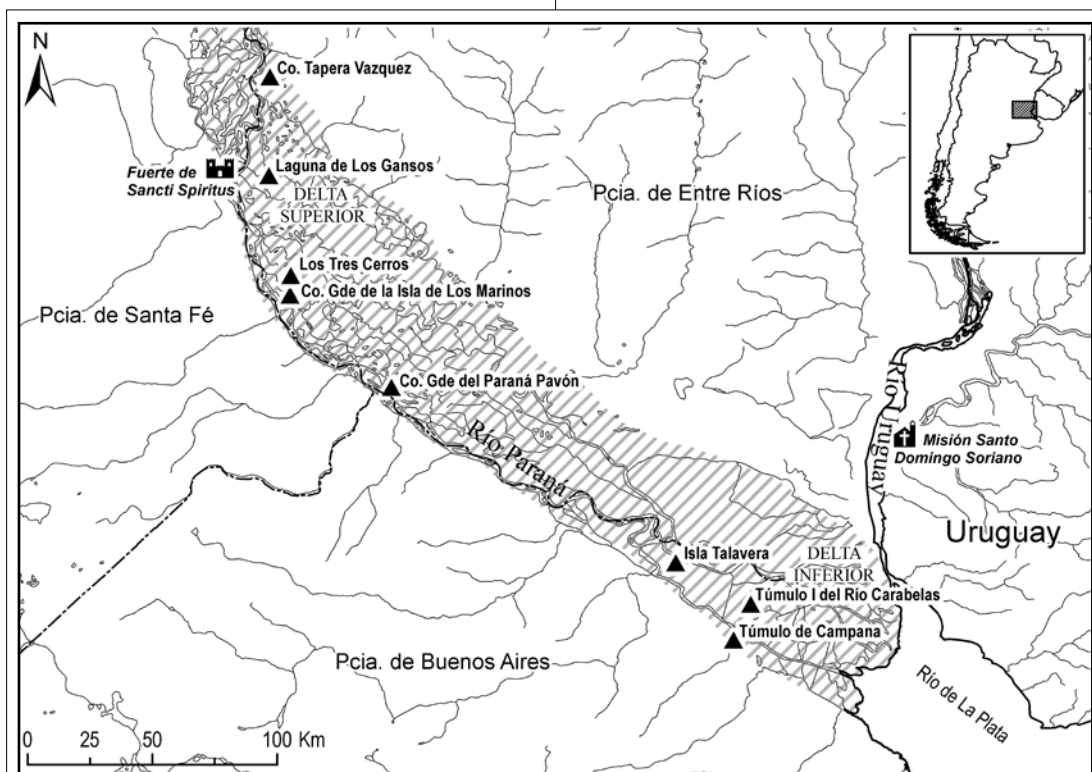 N
Co. Tapera Vazquez
Fuerte de
Sancti Spiritus
Laguna de Los Gansos
DELTA
SUPERIOR
Pcia. de Entre Ríos
Los Tres Cerros
Co. Gde de la Isla de Los Marinos
Pcia. de Santa Fé
Co. Gde del Paraná Pavón
Río Paraná
Río Uruguay
Misión Santo
Domingo Soriano
Uruguay
Isla Talavera
DELTA
INFERIOR
Túmulo I del Río Carabelas
Túmulo de Campana
Pcia. de Buenos Aires
Río de La Plata
0 25 50 100 Km